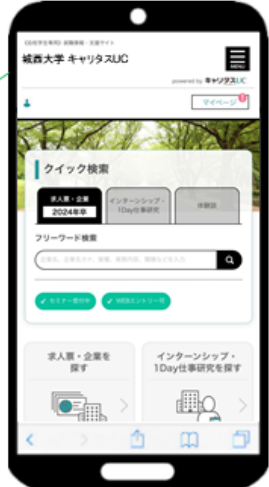 城西大学 キャリタスUC
MENU
powered by キャリタスUC
マイページ
クイック検索
求人票・企業
2024年卒
インターンシップ・
1Day仕事研究
体験談
フリーワード検索
✓ セミナー受付中
✓ WEBエントリー可
求人票・企業を
探す
インターンシップ・
1Day仕事研究を探す